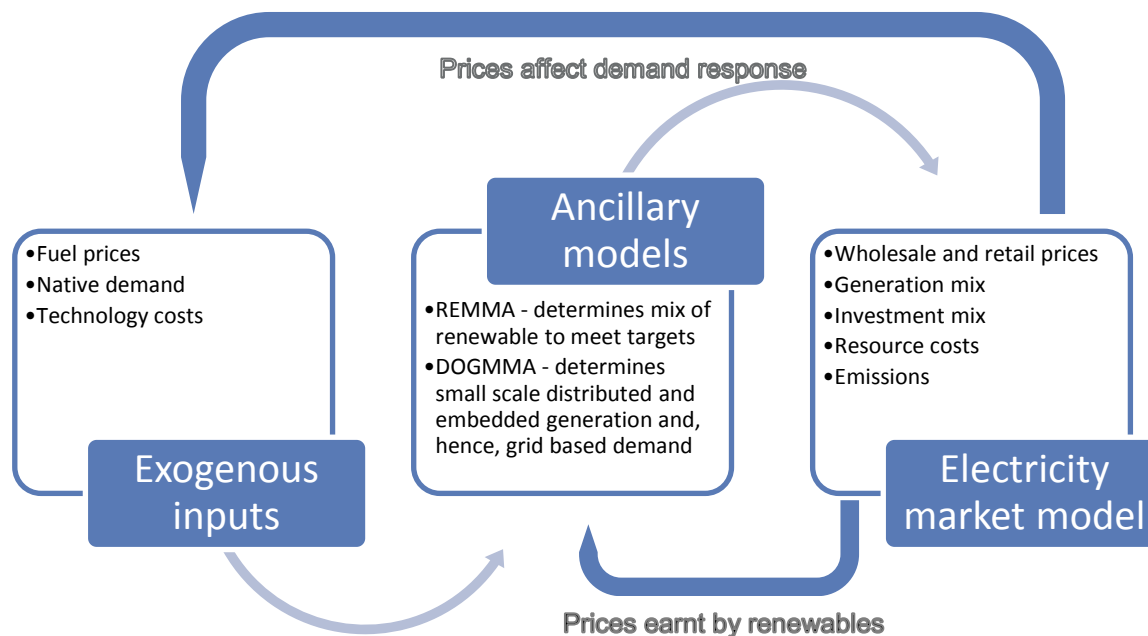 Prices affect demand response
•Fuel prices
•Native demand
•Technology costs
Exogenous
inputs
Ancillary
models
•REMMA - determines mix of
renewable to meet targets
•DOGMMA - determines
small scale distributed and
embedded generation and,
hence, grid based demand
•Wholesale and retail prices
•Generation mix
•Investment mix
•Resource costs
•Emissions
Electricity
market model
Prices earnt by renewables